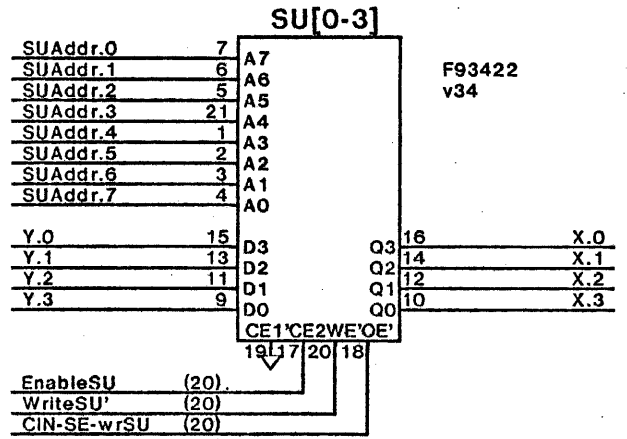 SU[0-3]
SUAddr.0 7 A7
SUAddr.1 6 A6
SUAddr.2 5 A5
SUAddr.3 21 A4
SUAddr.4 1 A3
SUAddr.5 2 A2
SUAddr.6 3 A1
SUAddr.7 4 A0
F93422
v34
Y.0 15 D3 Q3 16 X.0
Y.1 13 D2 Q2 14 X.1
Y.2 11 D1 Q1 12 X.2
Y.3 9 D0 Q0 10 X.3
CE1'CE2WE'OE'
19 17 20 18
EnableSU (20).
WriteSU' (20)
CIN-SE-wrSU (20)